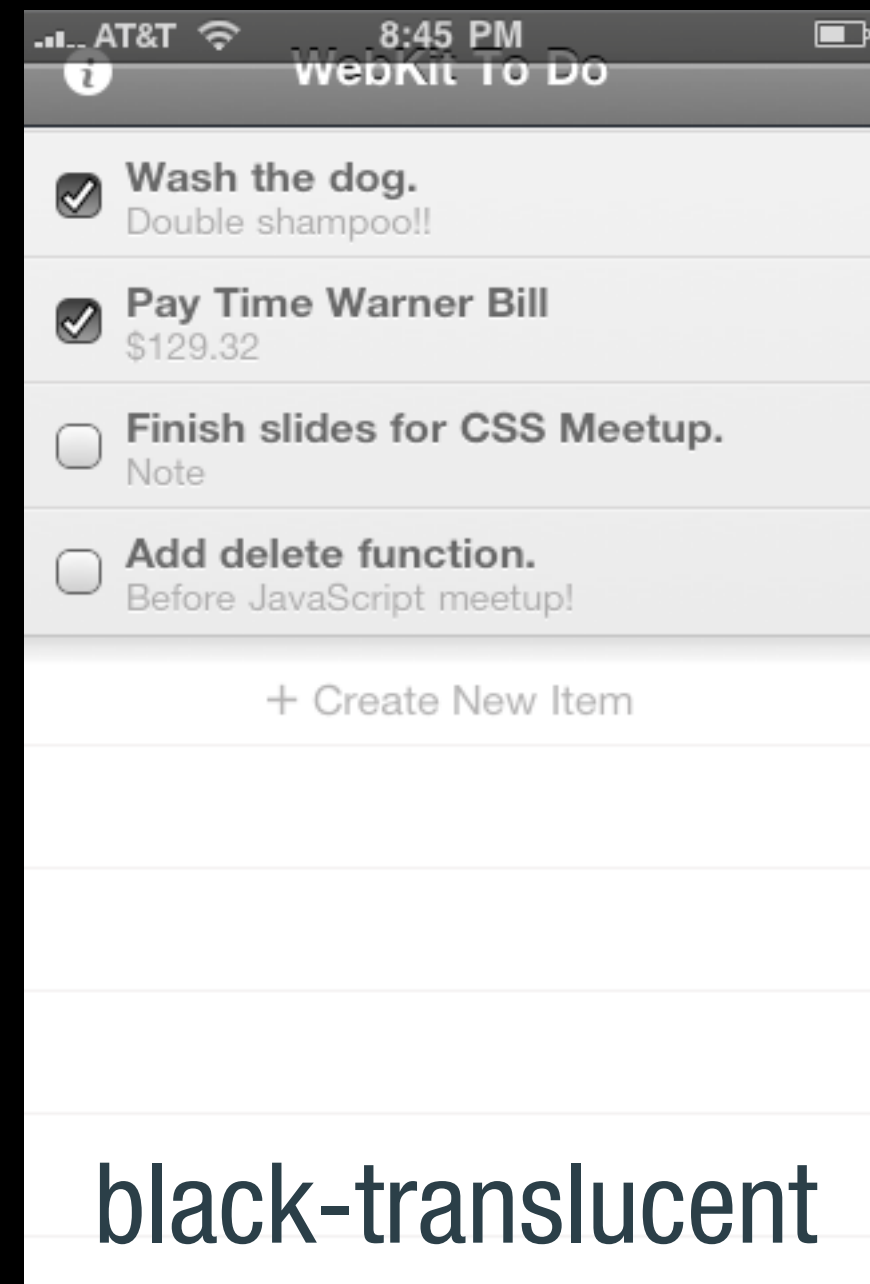 AT&T 8:45 PM
i WebKit To Do
Wash the dog.
Double shampoo!!
Pay Time Warner Bill
$129.32
Finish slides for CSS Meetup.
Note
Add delete function.
Before JavaScript meetup!
+ Create New Item
black-translucent